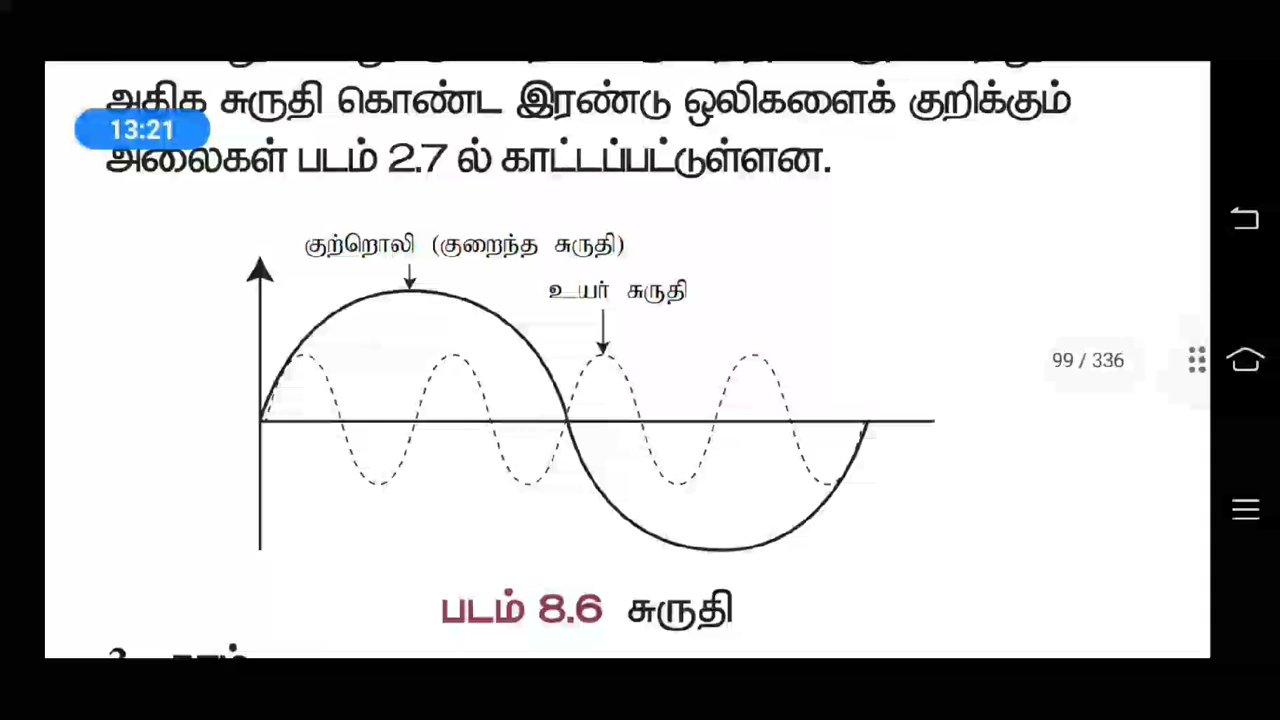 அதிக சுருதி கொண்ட இரண்டு ஒலிகளைக் குறிக்கும்
13:21
அலைகள் படம் 2.7 ல் காட்டப்பட்டுள்ளன.
குற்றொலி (குறைந்த சுருதி)
உயர் சுருதி
99 / 336
படம் 8.6 சுருதி